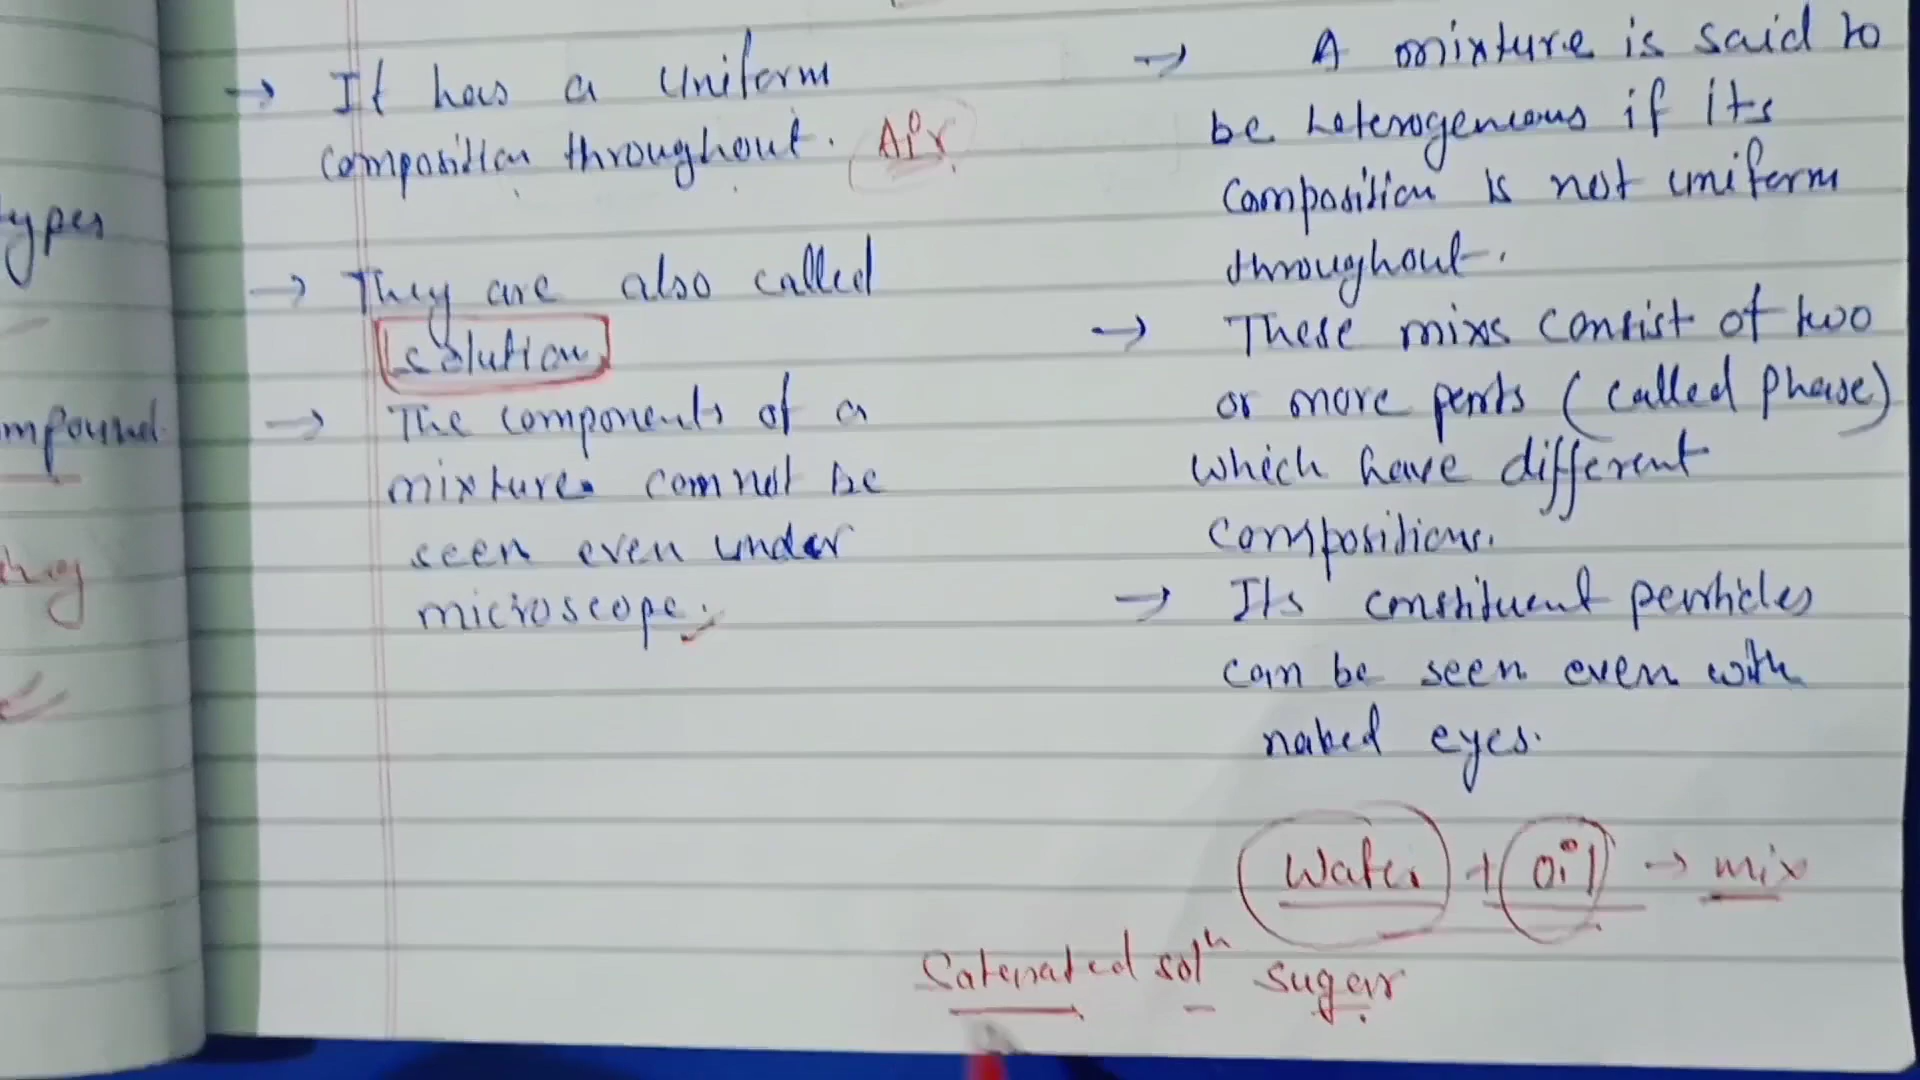 → It has a uniform
composition throughout. Air
→ They are also called
solution
→ The components of a
mixture cannot be
seen even under
microscope.
→ A mixture is said to
be heterogeneous if its
composition is not uniform
throughout.
→ These mixs consist of two
or more parts (called phase)
which have different
compositions.
→ Its constituent particles
can be seen even with
naked eyes.
Water + oil → mix
Saturated solⁿ sugar
ypes
mpound